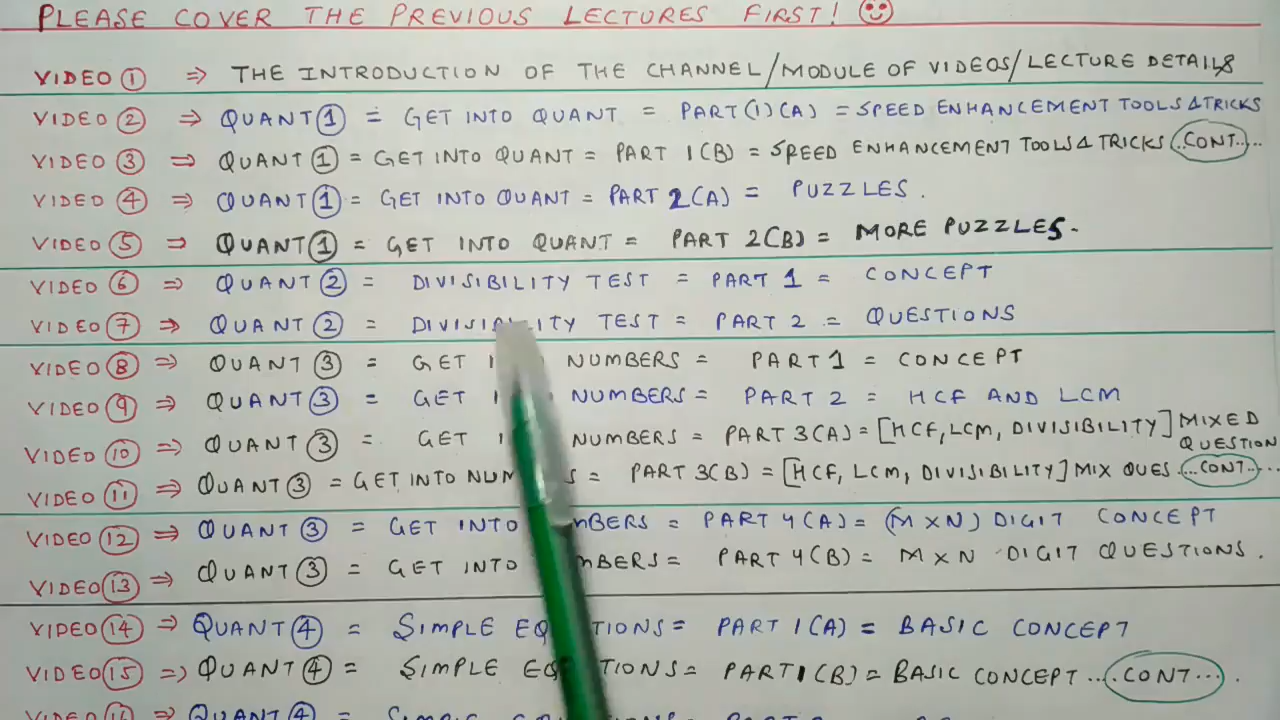 PLEASE COVER THE PREVIOUS LECTURES FIRST!
VIDEO ① ⇒ THE INTRODUCTION OF THE CHANNEL/MODULE OF VIDEOS/LECTURE DETAILS
VIDEO ② ⇒ QUANT ① = GET INTO QUANT = PART(1)(A) = SPEED ENHANCEMENT TOOLS & TRICKS
VIDEO ③ ⇒ QUANT ① = GET INTO QUANT = PART 1(B) = SPEED ENHANCEMENT TOOLS & TRICKS ..CONT.....
VIDEO ④ ⇒ QUANT ① = GET INTO QUANT = PART 2(A) = PUZZLES.
VIDEO ⑤ ⇒ QUANT ① = GET INTO QUANT = PART 2(B) = MORE PUZZLES.
VIDEO ⑥ ⇒ QUANT ② = DIVISIBILITY TEST = PART 1 = CONCEPT
VIDEO ⑦ ⇒ QUANT ② = TEST = PART 2 = QUESTIONS
VIDEO ⑧ ⇒ QUANT ③ = GET NUMBERS = PART 1 = CONCEPT
VIDEO ⑨ ⇒ QUANT ③ = GET NUMBERS = PART 2 = HCF AND LCM
VIDEO ⑩ ⇒ QUANT ③ = GET NUMBERS = PART 3(A) = [HCF, LCM, DIVISIBILITY] MIXED QUESTION
VIDEO ⑪ ⇒ QUANT ③ = GET INTO = PART 3(B) = [HCF, LCM, DIVISIBILITY] MIX QUES ...CONT.....
VIDEO ⑫ ⇒ QUANT ③ = GET INTO = PART 4(A) = (M×N) DIGIT CONCEPT
VIDEO ⑬ ⇒ QUANT ③ = GET INTO = PART 4(B) = M×N DIGIT QUESTIONS.
VIDEO ⑭ ⇒ QUANT ④ = SIMPLE = PART 1(A) = BASIC CONCEPT
VIDEO ⑮ ⇒ QUANT ④ = SIMPLE = PART 1(B) = BASIC CONCEPT ....CONT....
QUANT ④